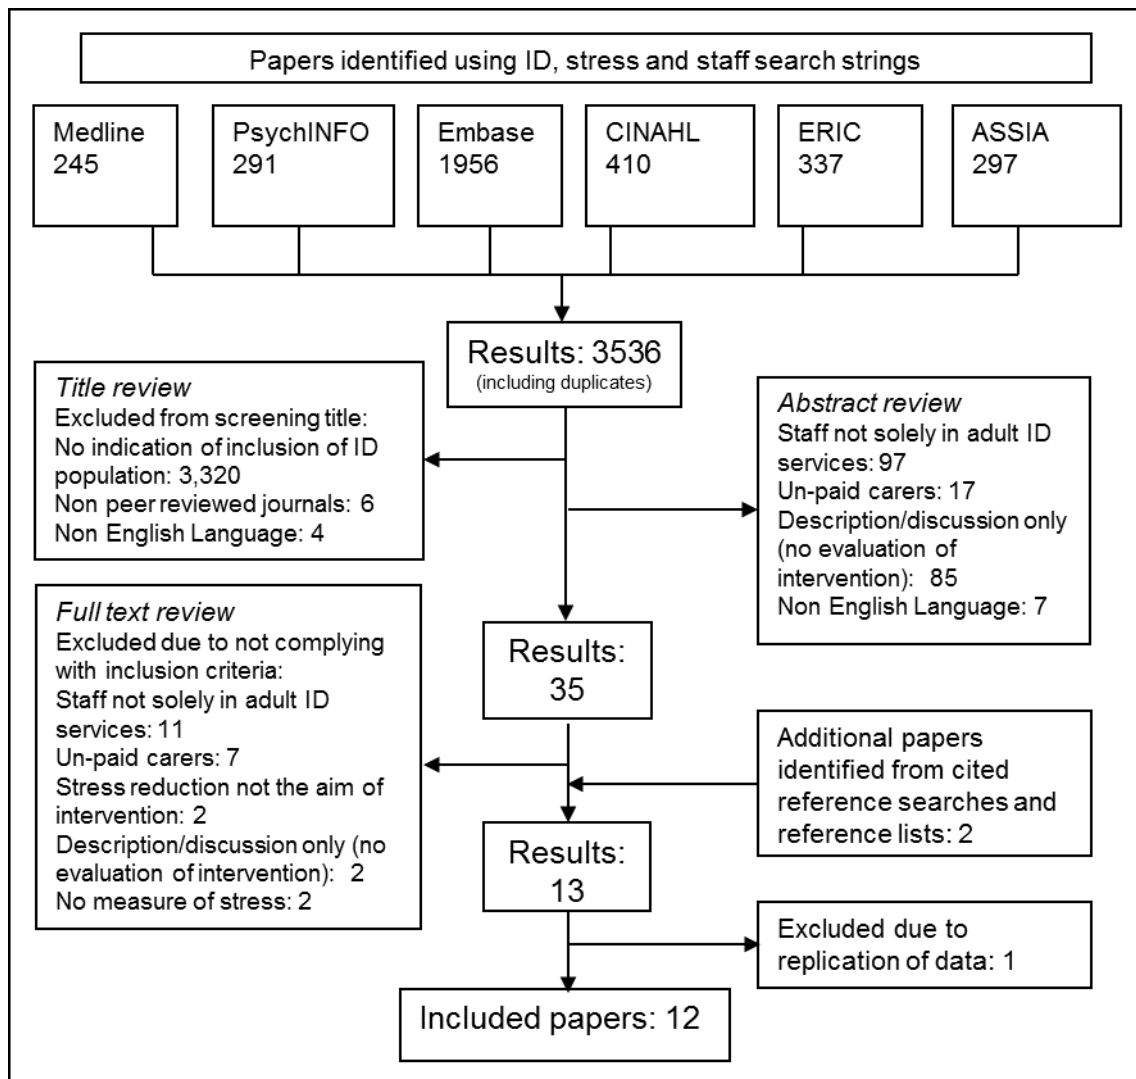 Papers identified using ID, stress and staff search strings
Medline
245
PsychINFO
291
Embase
1956
CINAHL
410
ERIC
337
ASSIA
297
Results: 3536
(including duplicates)
Title review
Excluded from screening title:
No indication of inclusion of ID
population: 3,320
Non peer reviewed journals: 6
Non English Language: 4
Abstract review
Staff not solely in adult ID
services: 97
Un-paid carers: 17
Description/discussion only
(no evaluation of
intervention): 85
Non English Language: 7
Results:
35
Full text review
Excluded due to not complying
with inclusion criteria:
Staff not solely in adult ID
services: 11
Un-paid carers: 7
Stress reduction not the aim of
intervention: 2
Description/discussion only (no
evaluation of intervention): 2
No measure of stress: 2
Additional papers
identified from cited
reference searches and
reference lists: 2
Results:
13
Excluded due to
replication of data: 1
Included papers: 12